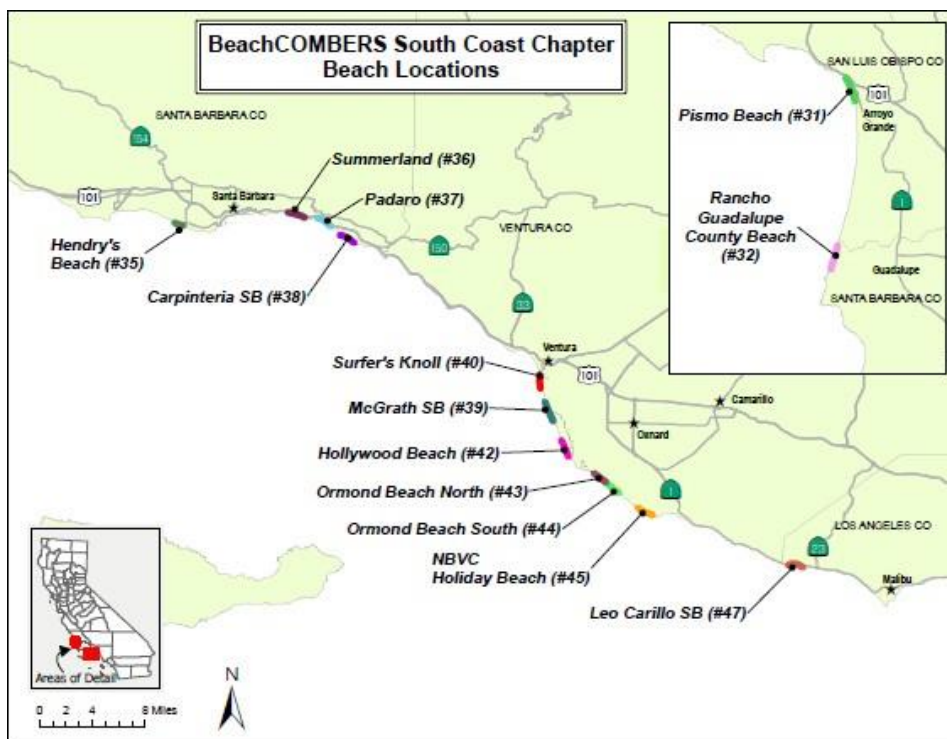 BeachCOMBERS South Coast Chapter
Beach Locations
SAN LUIS OBISPO CO
101
Pismo Beach (#31)
Arroyo
Grande
Rancho
Guadalupe
County Beach
(#32)
1
Guadalupe
SANTA BARBARA CO
SANTA BARBARA CO
154
Summerland (#36)
101
Santa Barbara
Padaro (#37)
Hendry's
Beach (#35)
150
VENTURA CO
Carpinteria SB (#38)
33
Ventura
Surfer's Knoll (#40)
101
McGrath SB (#39)
Camarillo
Oxnard
Hollywood Beach (#42)
Ormond Beach North (#43)
1
Ormond Beach South (#44)
LOS ANGELES CO
23
NBVC
Holiday Beach (#45)
Malibu
Leo Carillo SB (#47)
Areas of Detail
N
0 2 4 8 Miles